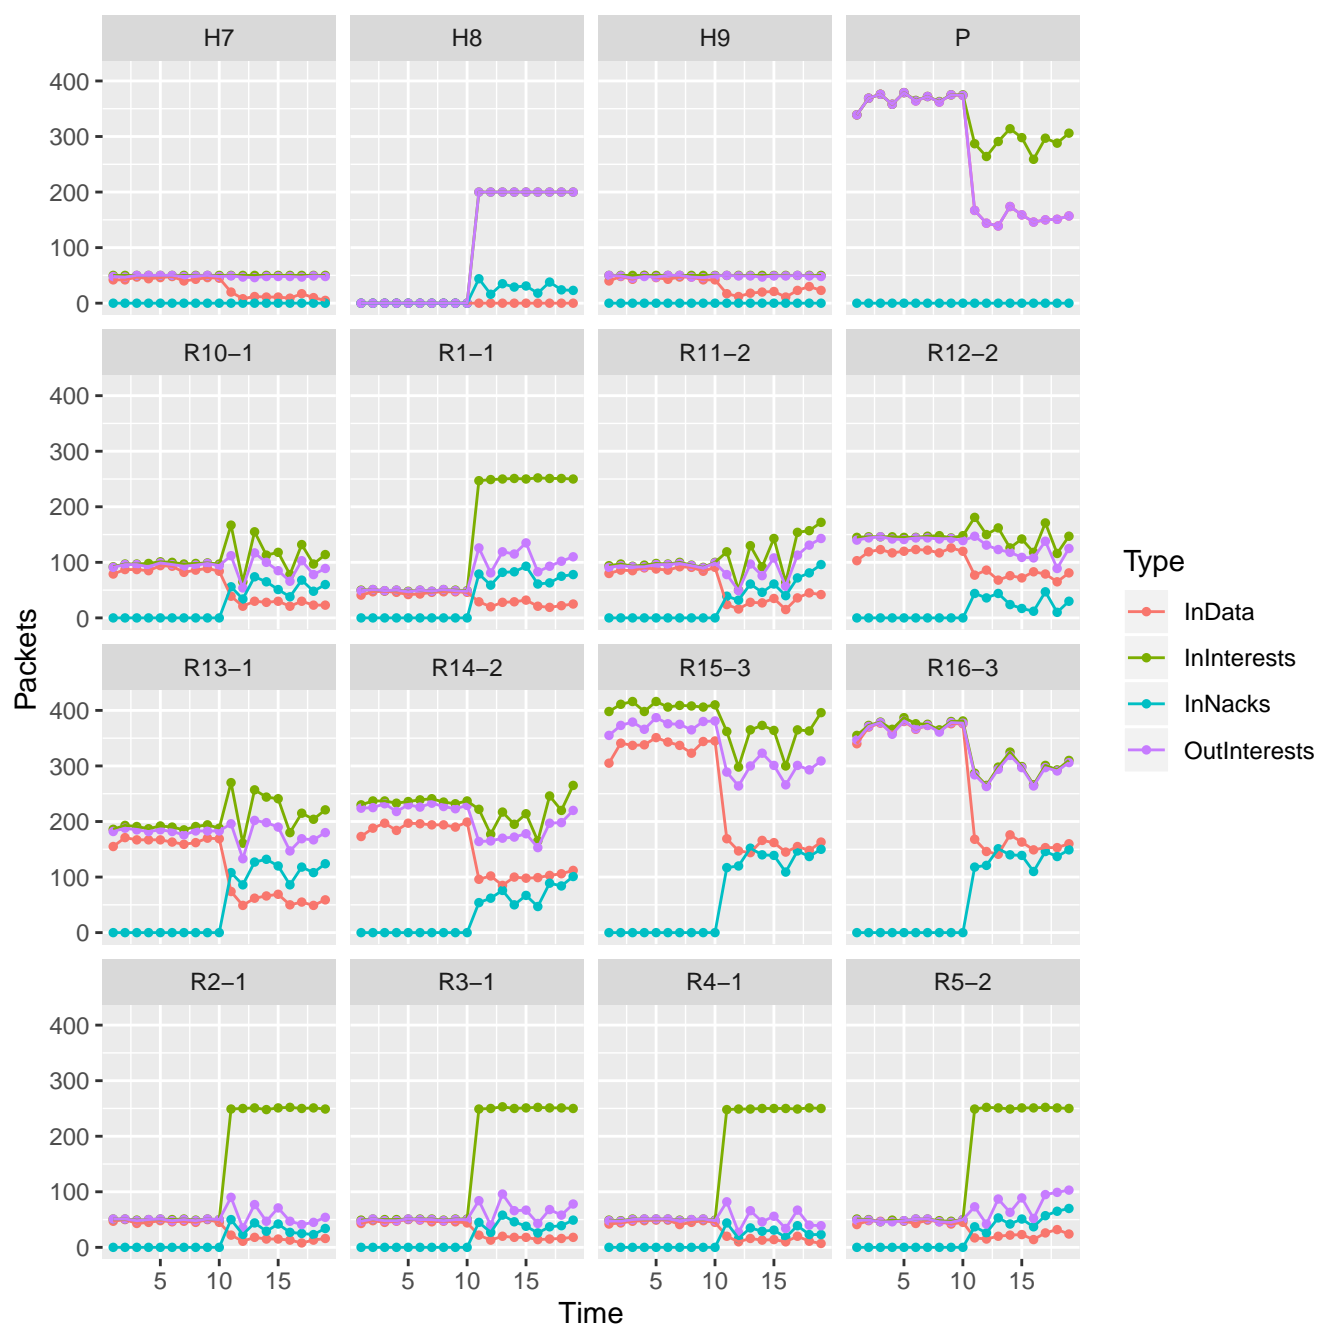 H7 H8 H9 P
400
300
200
100
0
R10−1 R1−1 R11−2 R12−2
400
300
200
100
0
R13−1 R14−2 R15−3 R16−3
400
300
200
100
0
R2−1 R3−1 R4−1 R5−2
400
300
200
100
0
5 10 15 5 10 15 5 10 15 5 10 15
Time
Packets
Type
InData
InInterests
InNacks
OutInterests